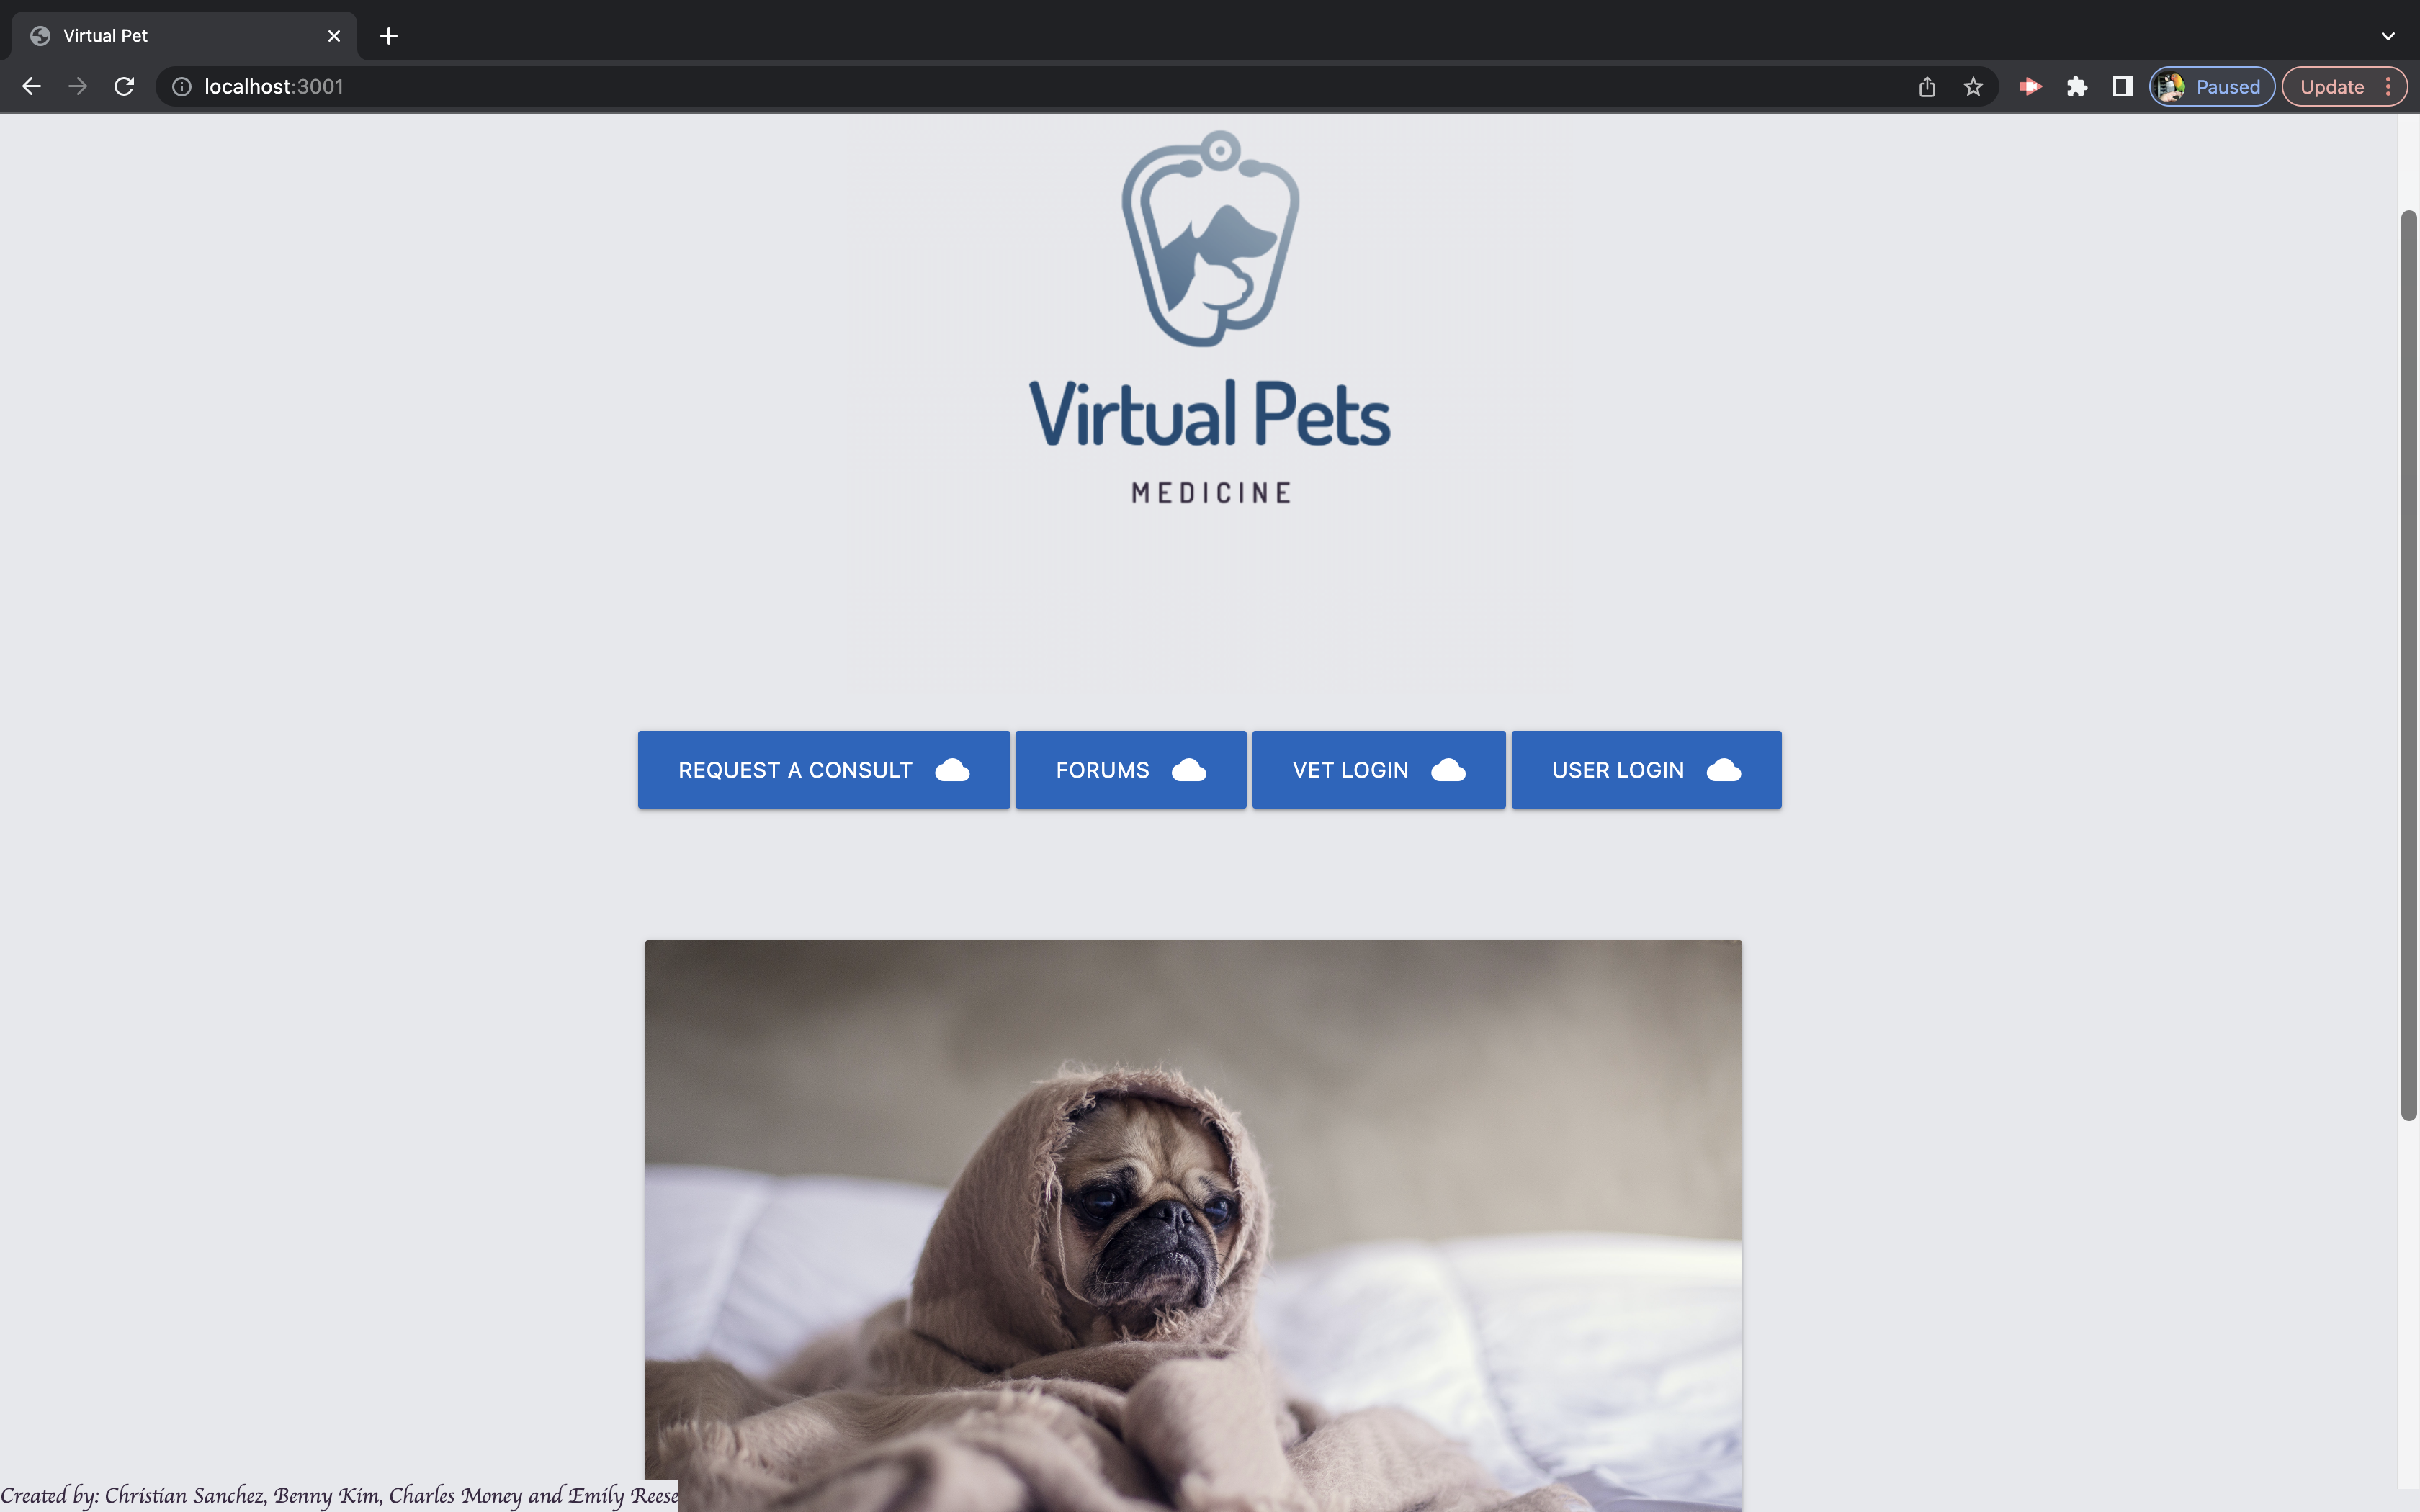 Virtual Pet
localhost:3001
Paused
Update
Virtual Pets
MEDICINE
REQUEST A CONSULT FORUMS VET LOGIN USER LOGIN
Created by: Christian Sanchez, Benny Kim, Charles Money and Emily Reese